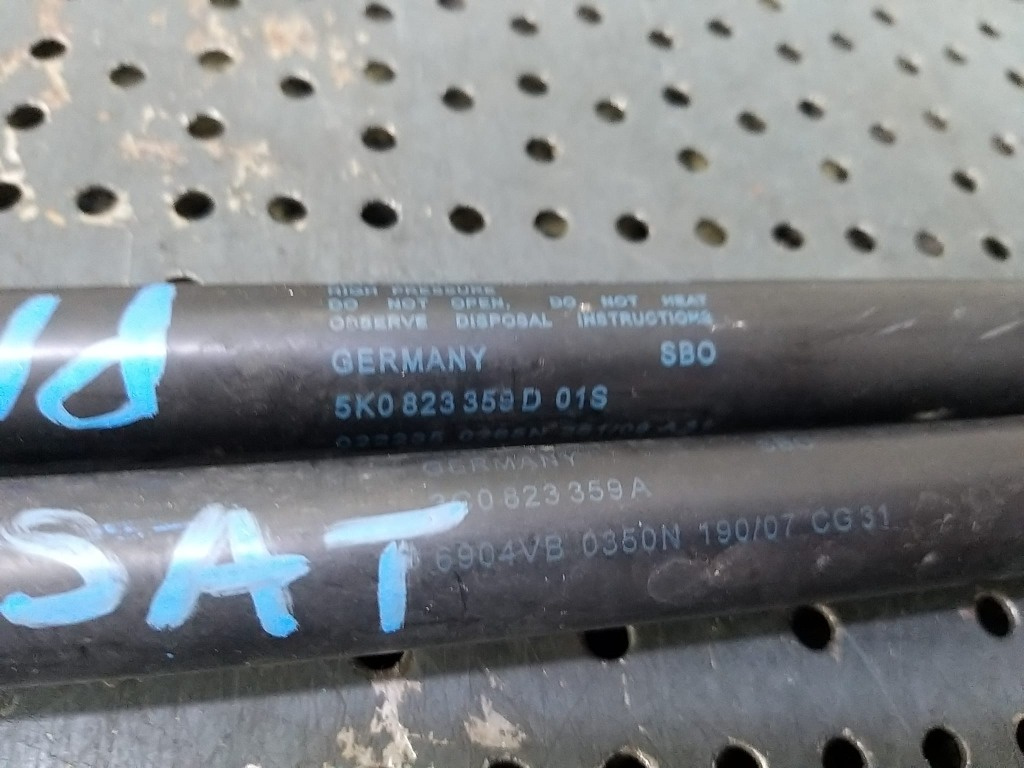 HIGH PRESSURE
DO NOT OPEN. DO NOT HEAT
OBSERVE DISPOSAL INSTRUCTIONS
GERMANY SBO
5K0 823 359 D 01S
GERMANY SBO
3C0 823 359 A
6904VB 0350N 190/07 CG31
SAT